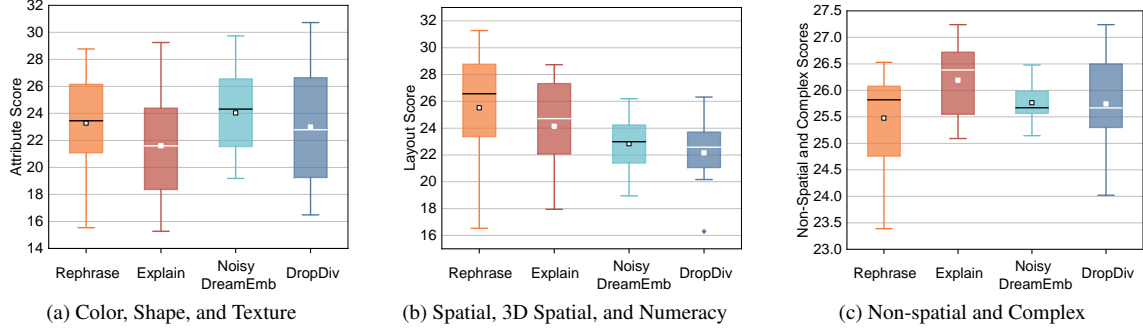 Attribute Score
32
30
28
26
24
22
20
18
16
14
Rephrase
Explain
Noisy
DreamEmb
DropDiv
(a) Color, Shape, and Texture
Layout Score
32
30
28
26
24
22
20
18
16
Rephrase
Explain
Noisy
DreamEmb
DropDiv
(b) Spatial, 3D Spatial, and Numeracy
Non-Spatial and Complex Scores
27.5
27.0
26.5
26.0
25.5
25.0
24.5
24.0
23.5
23.0
Rephrase
Explain
Noisy
DreamEmb
DropDiv
(c) Non-spatial and Complex